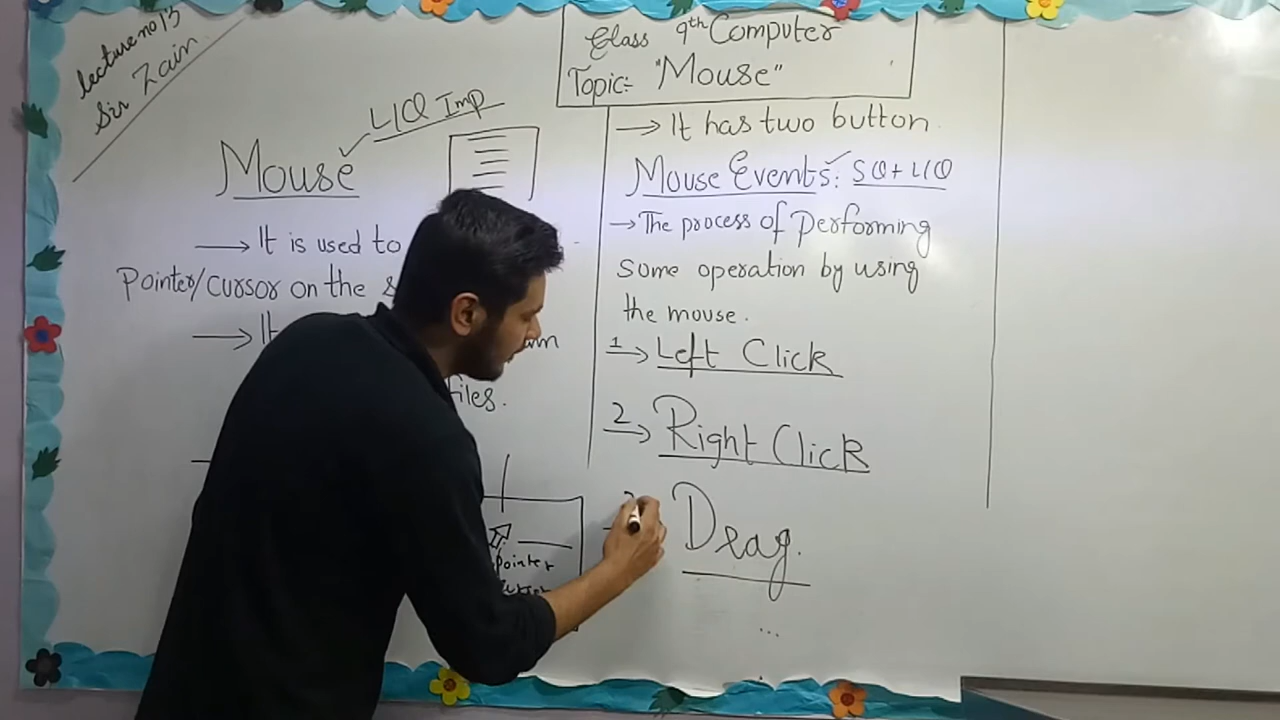 lecture no 13
Sir Zain
Class 9th Computer
Topic:- "Mouse"
L/Q Imp
Mouse
→ It is used to
Pointer/cursor on the
→ It
files.
pointer
→ It has two button.
Mouse Events: SQ+L/Q
→ The process of Performing
some operation by using
the mouse.
1 → Left Click
2 → Right Click
Drag.
...